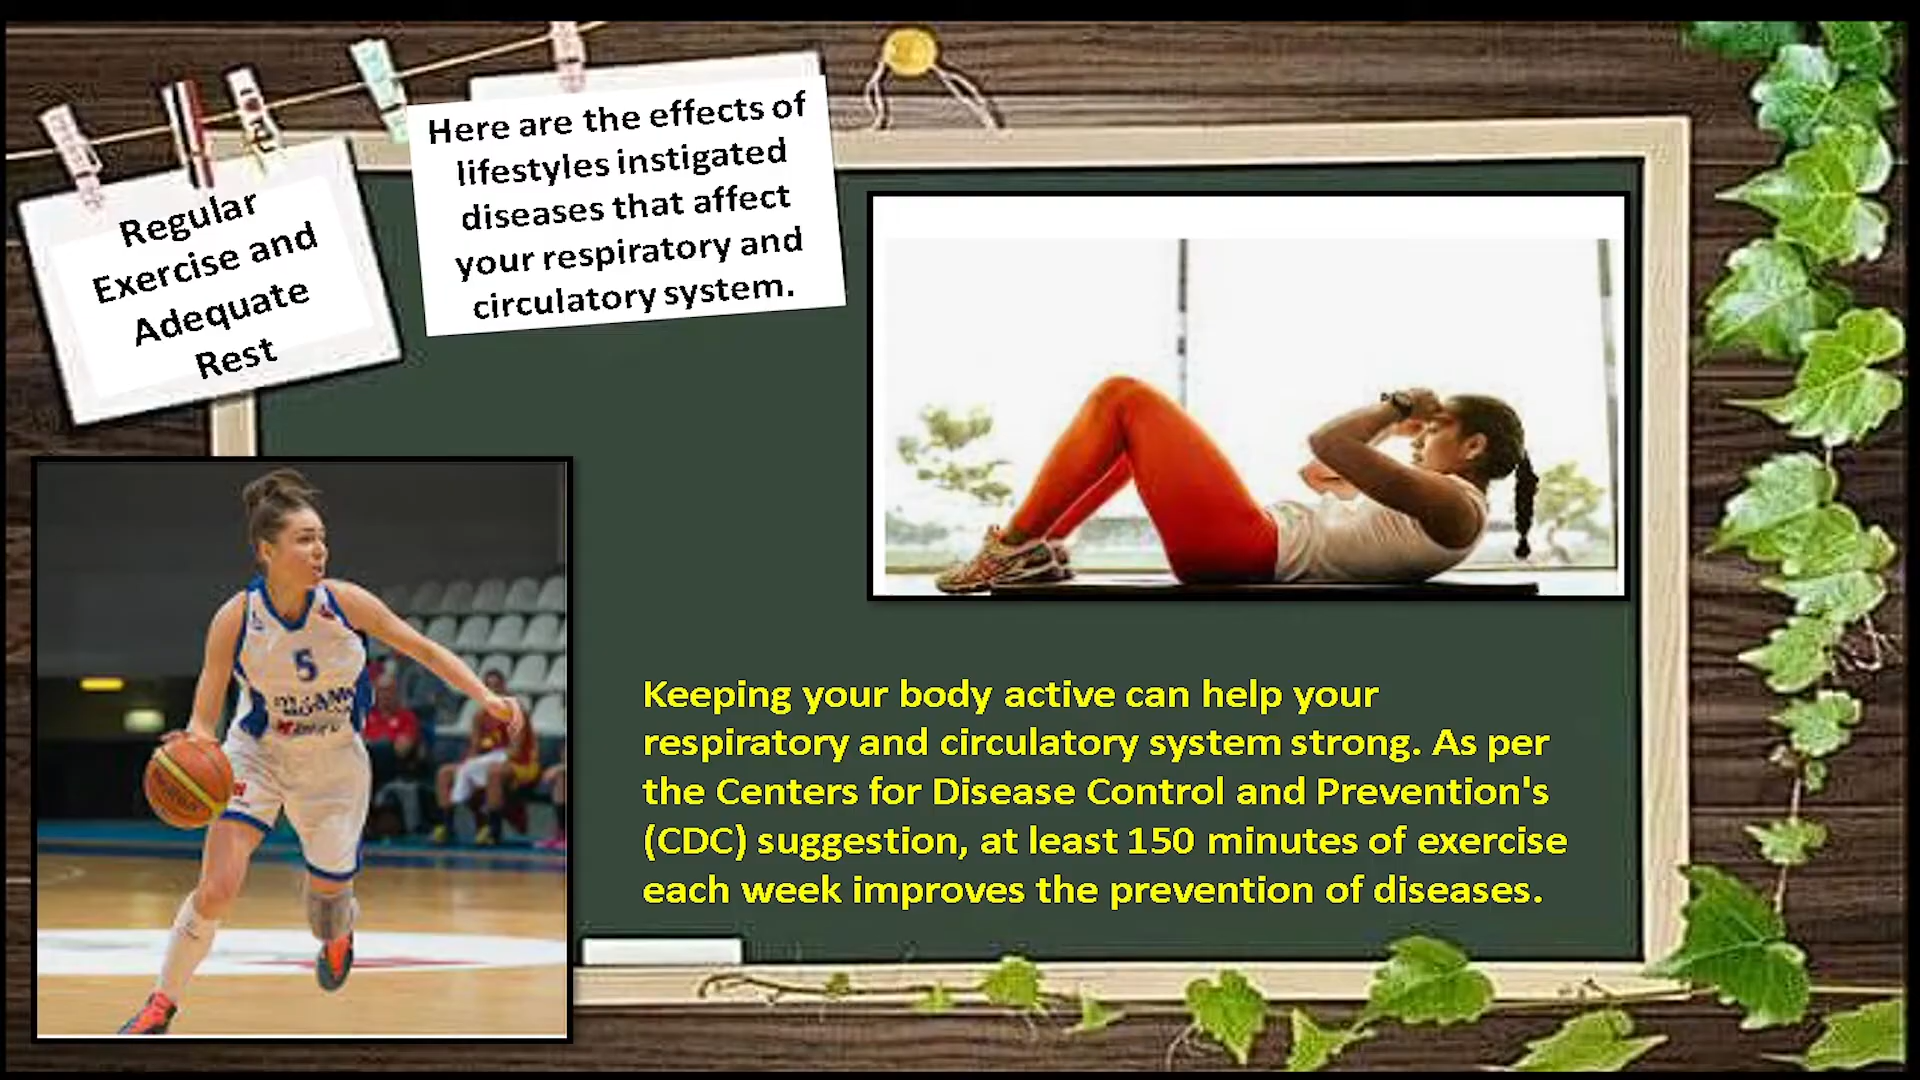 Regular
Exercise and
Adequate
Rest
Here are the effects of
lifestyles instigated
diseases that affect
your respiratory and
circulatory system.
5
Keeping your body active can help your
respiratory and circulatory system strong. As per
the Centers for Disease Control and Prevention's
(CDC) suggestion, at least 150 minutes of exercise
each week improves the prevention of diseases.